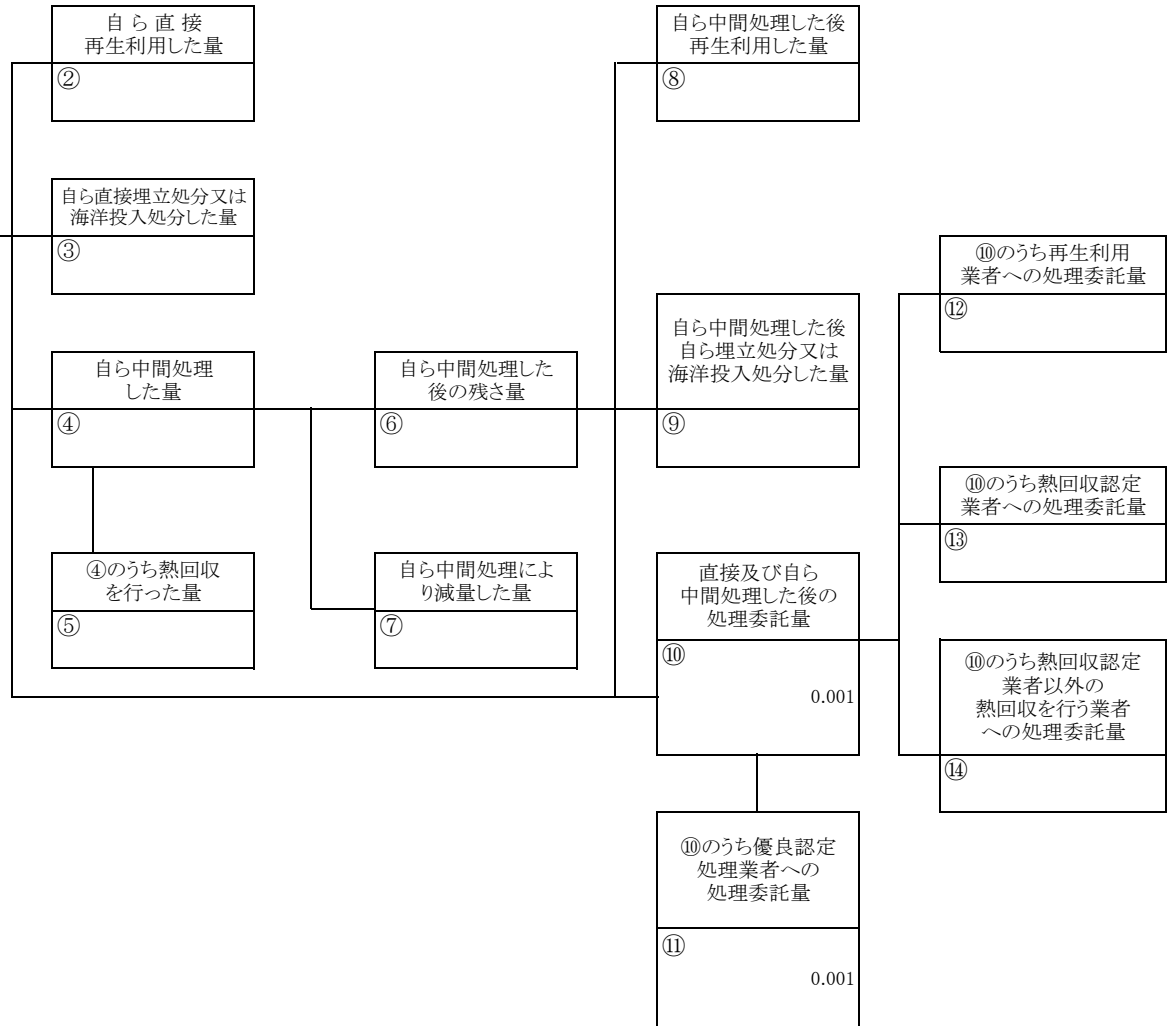 自ら直接
再生利用した量
②
自ら直接埋立処分又は
海洋投入処分した量
③
自ら中間処理
した量
④
④のうち熱回収
を行った量
⑤
自ら中間処理した
後の残さ量
⑥
自ら中間処理によ
り減量した量
⑦
自ら中間処理した後
再生利用した量
⑧
自ら中間処理した後
自ら埋立処分又は
海洋投入処分した量
⑨
直接及び自ら
中間処理した後の
処理委託量
⑩
0.001
⑩のうち優良認定
処理業者への
処理委託量
⑪
0.001
⑩のうち再生利用
業者への処理委託量
⑫
⑩のうち熱回収認定
業者への処理委託量
⑬
⑩のうち熱回収認定
業者以外の
熱回収を行う業者
への処理委託量
⑭